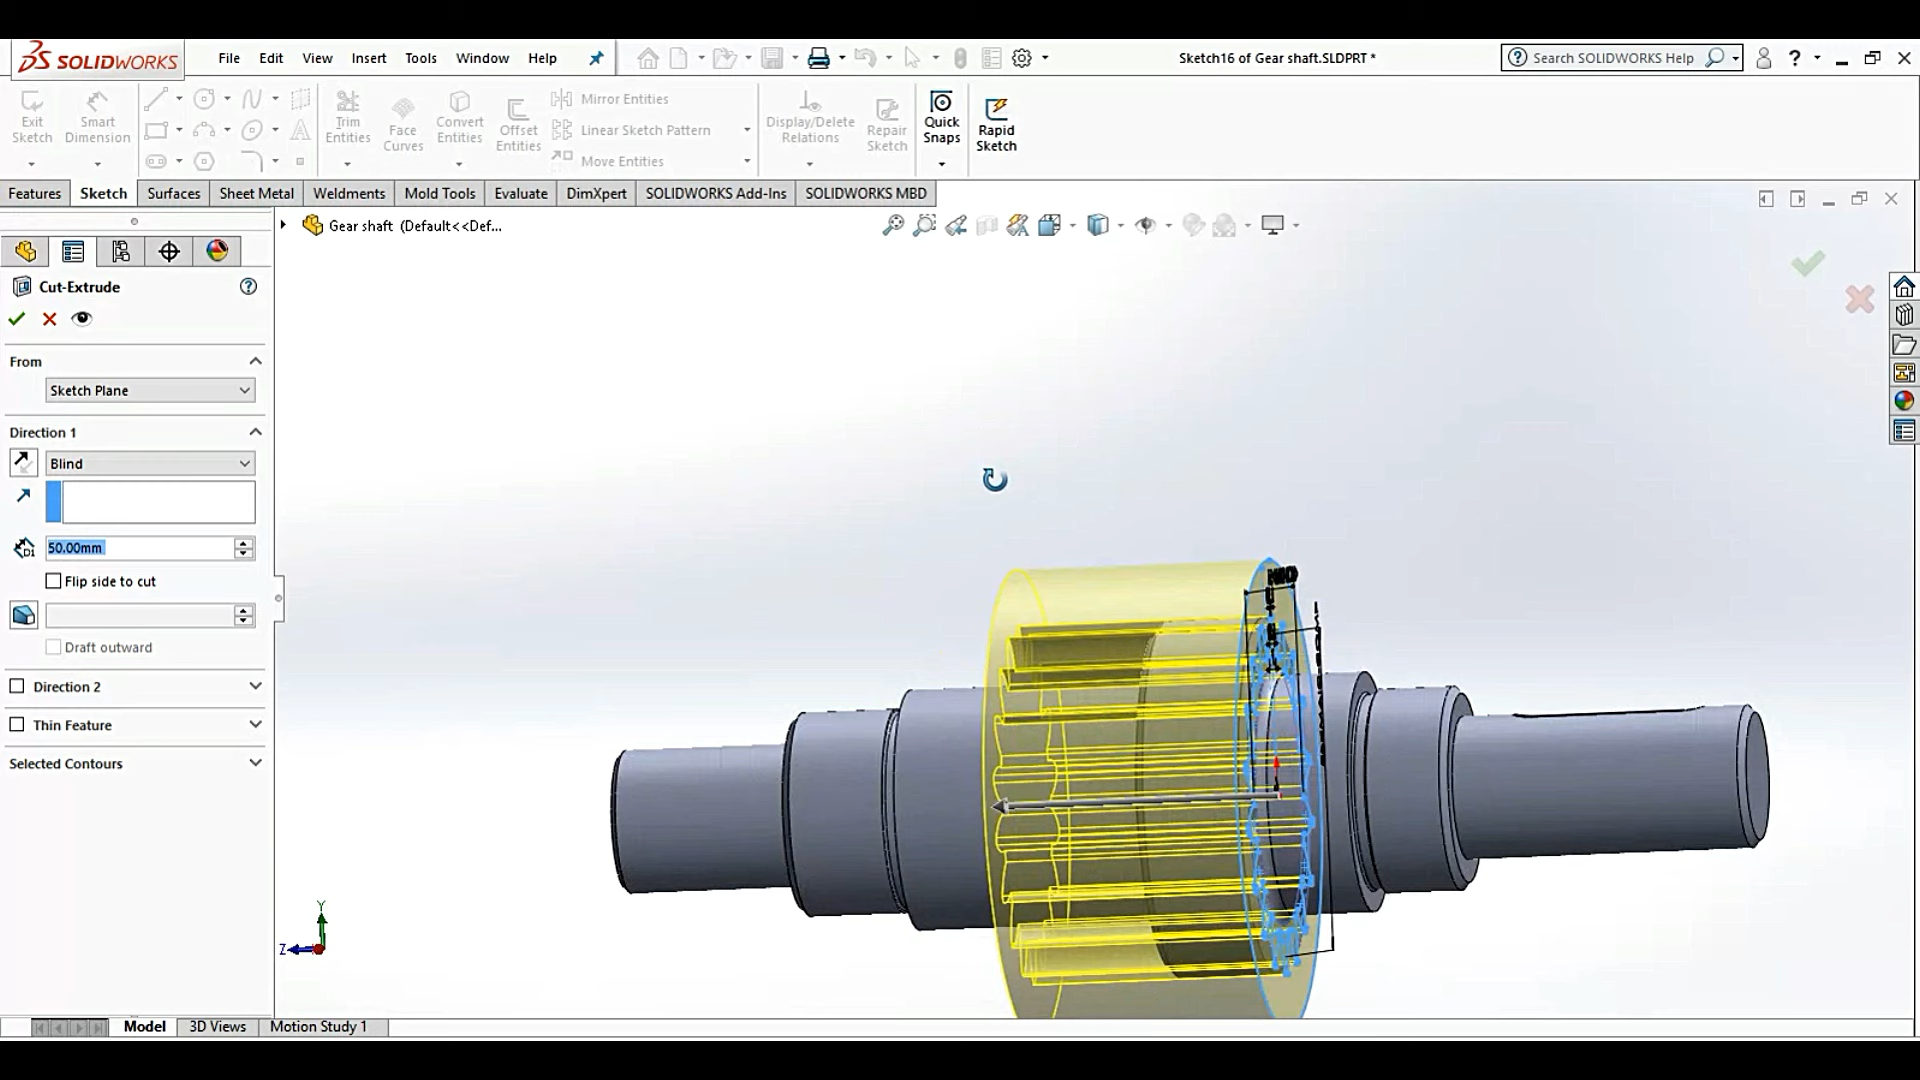 SOLIDWORKS File Edit View Insert Tools Window Help Sketch16 of Gear shaft.SLDPRT * Search SOLIDWORKS Help
Exit Sketch Smart Dimension Trim Entities Face Curves Convert Entities Offset Entities Mirror Entities Linear Sketch Pattern Move Entities Display/Delete Relations Repair Sketch Quick Snaps Rapid Sketch
Features Sketch Surfaces Sheet Metal Weldments Mold Tools Evaluate DimXpert SOLIDWORKS Add-Ins SOLIDWORKS MBD
Gear shaft (Default<<Def...
Cut-Extrude
From
Sketch Plane
Direction 1
Blind
D1 50.00mm
Flip side to cut
Draft outward
Direction 2
Thin Feature
Selected Contours
Y
Z
Model 3D Views Motion Study 1